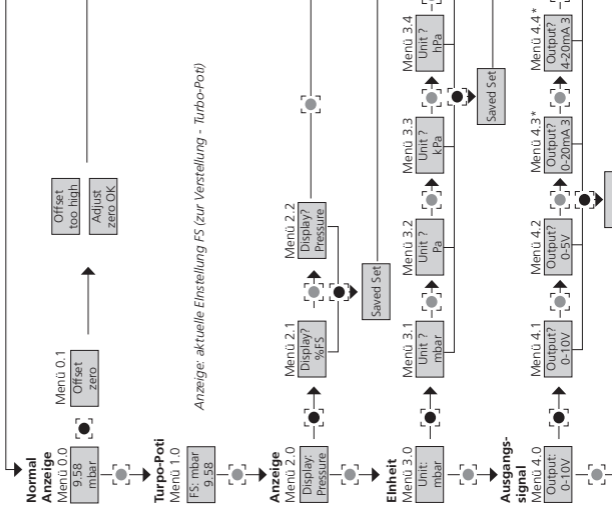 Normal
Anzeige
Menü 0.0
9.58
mbar
Menü 0.1
Offset
zero
Offset
too high
Adjust
zero OK
Turpo-Poti
Menü 1.0
FS: mbar
9.58
Anzeige: aktuelle EInstellung FS (zur Verstellung - Turbo-Poti)
Anzeige
Menü 2.0
Display:
Pressure
Menü 2.1
Display?
%FS
Menü 2.2
Display?
Pressure
Saved Set
EInheit
Menü 3.0
Unit:
mbar
Menü 3.1
Unit ?
mbar
Menü 3.2
Unit ?
Pa
Menü 3.3
Unit ?
kPa
Menü 3.4
Unit ?
hPa
Saved Set
Ausgangs-
signal
Menü 4.0
Output:
0-10V
Menü 4.1
Output?
0-10V
Menü 4.2
Output?
0-5V
Menü 4.3*
Output?
0-20mA 3
Menü 4.4*
Output?
4-20mA 3